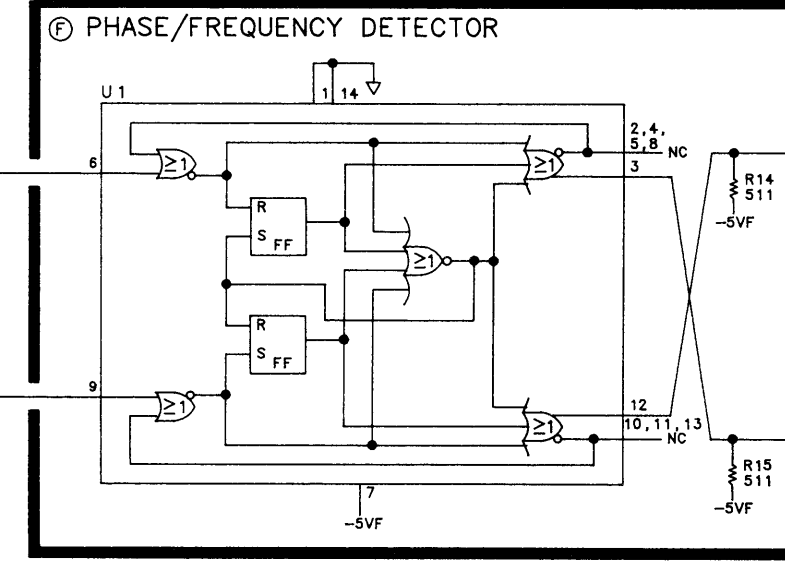 F PHASE/FREQUENCY DETECTOR
U1
1 14
2,4,
5,8 NC
6
≥1
≥1
3
R
S FF
R14
511
-5VF
≥1
R
S FF
9
≥1
≥1
12
10,11,13
NC
R15
511
-5VF
7
-5VF